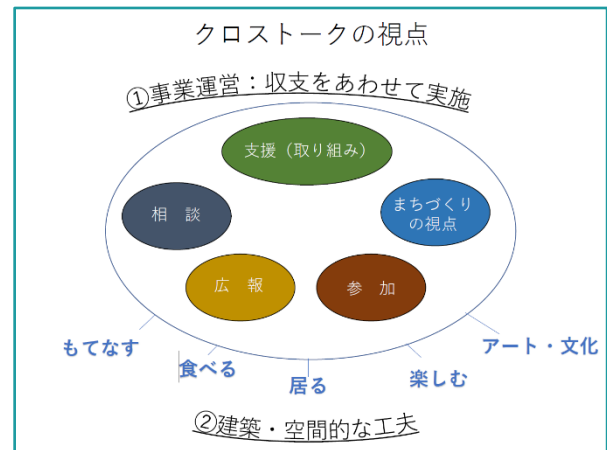 クロストークの視点
①事業運営：収支をあわせて実施
支援（取り組み）
相　談
まちづくり
の視点
広　報
参　加
もてなす
食べる
居る
楽しむ
アート・文化
②建築・空間的な工夫